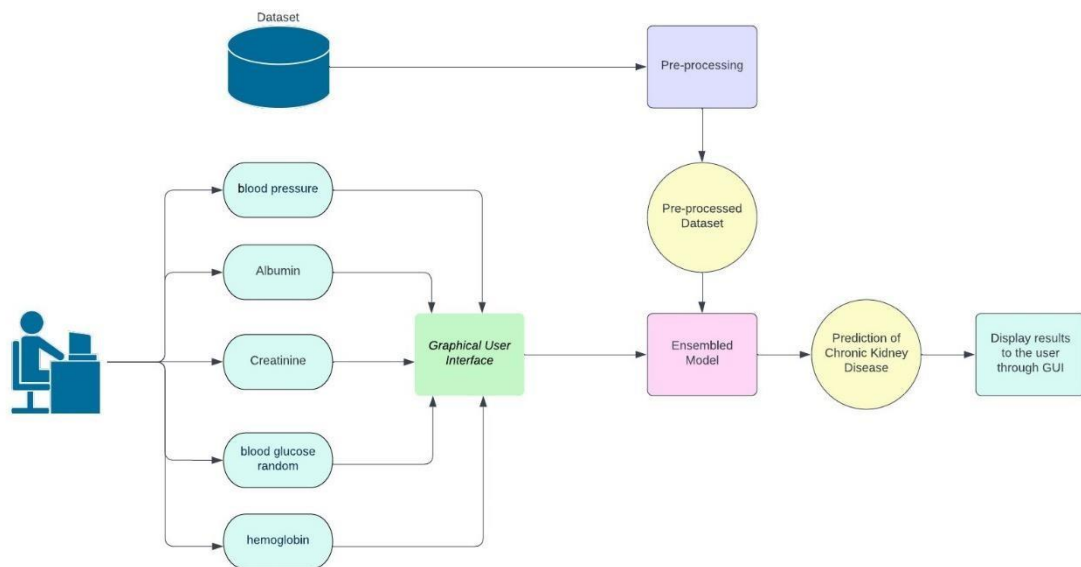 Dataset
Pre-processing
blood pressure
Pre-processed
Dataset
Albumin
Creatinine
Graphical User
Interface
Ensembled
Model
Prediction of
Chronic Kidney
Disease
Display results
to the user
through GUI
blood glucose
random
hemoglobin